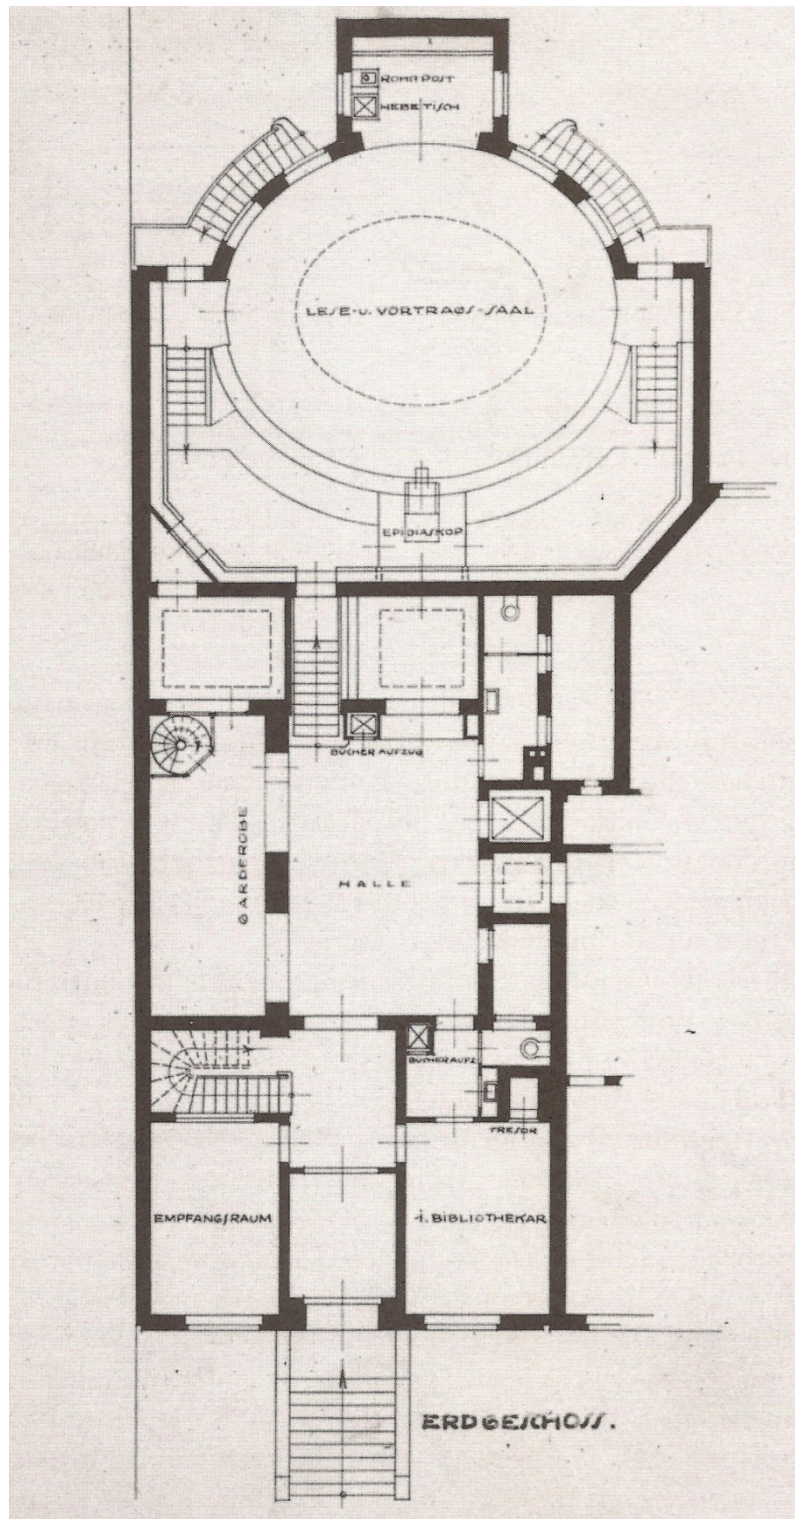 ROHRPOST
HEBETISCH
LESE- U. VORTRAGS-SAAL
EPIDIASKOP
BÜCHERAUFZUG
GARDEROBE
HALLE
BÜCHERAUFZ.
TRESOR
EMPFANGSRAUM
1. BIBLIOTHEKAR
ERDGESCHOSS.